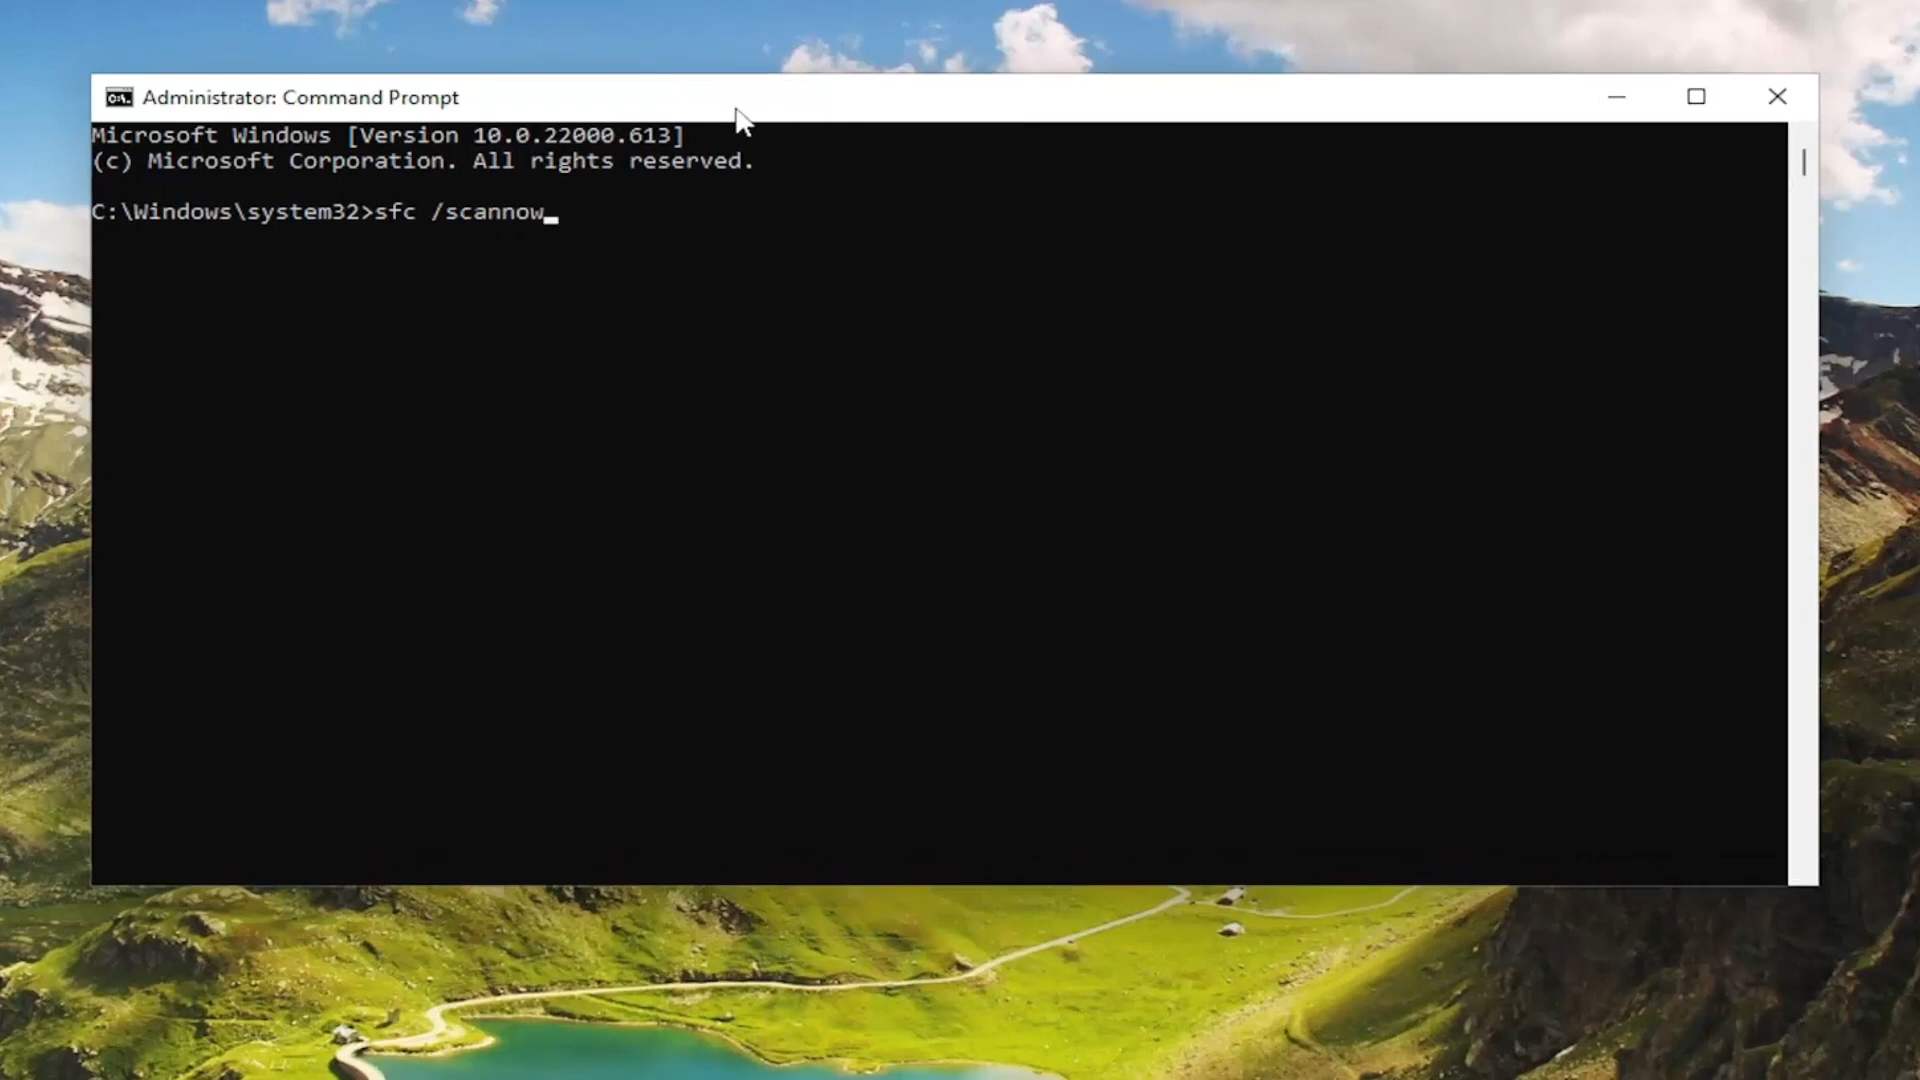 Administrator: Command Prompt
Microsoft Windows [Version 10.0.22000.613]
(c) Microsoft Corporation. All rights reserved.
C:\Windows\system32>sfc /scannow